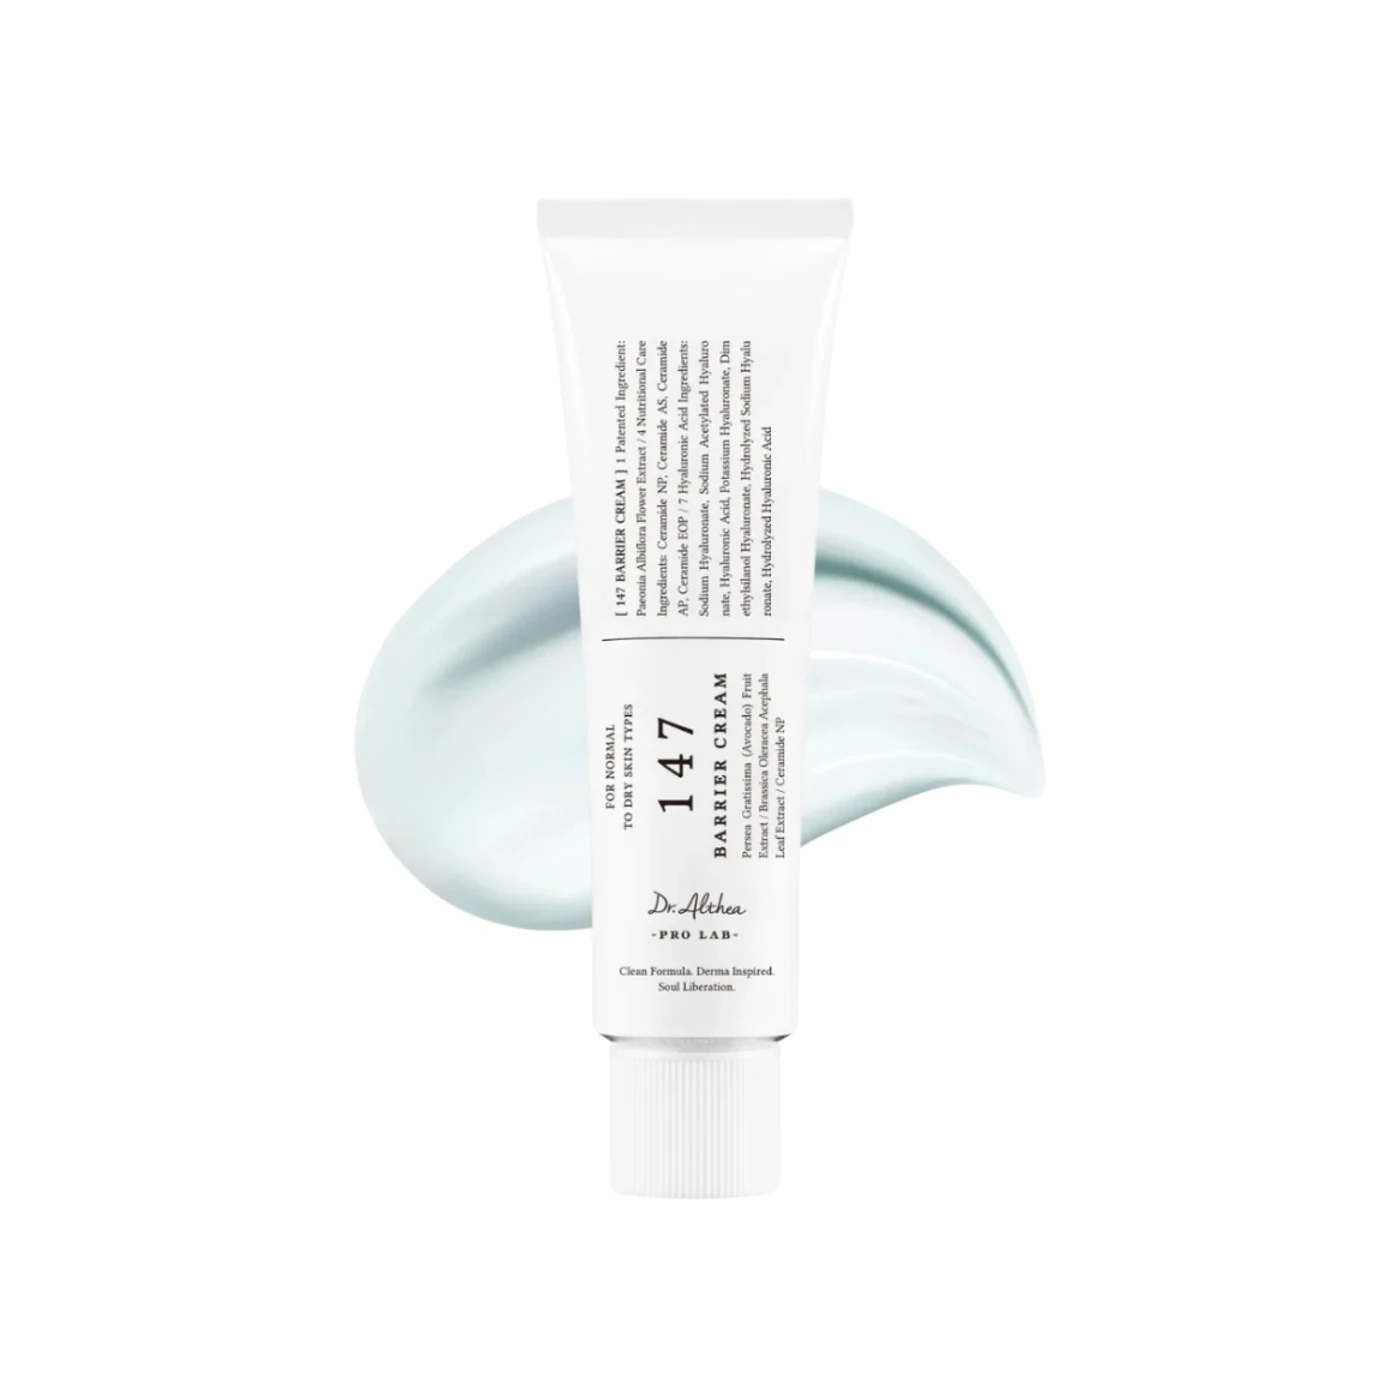 [ 147 BARRIER CREAM ] 1 Patented Ingredient:
Paeonia Albiflora Flower Extract / 4 Nutritional Care
Ingredients: Ceramide NP, Ceramide AS, Ceramide
AP, Ceramide EOP / 7 Hyaluronic Acid Ingredients:
Sodium Hyaluronate, Sodium Acetylated Hyaluro
nate, Hyaluronic Acid, Potassium Hyaluronate, Dim
ethylsilanol Hyaluronate, Hydrolyzed Sodium Hyalu
ronate, Hydrolyzed Hyaluronic Acid
FOR NORMAL
TO DRY SKIN TYPES
147
BARRIER CREAM
Persea Gratissima (Avocado) Fruit
Extract / Brassica Oleracea Acephala
Leaf Extract / Ceramide NP
Dr. Althea
-PRO LAB-
Clean Formula. Derma Inspired.
Soul Liberation.